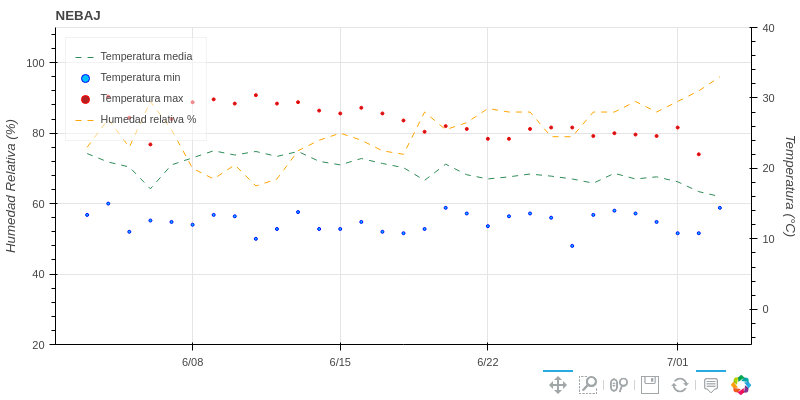 NEBAJ
Temperatura media
Temperatura min
Temperatura max
Humedad relativa %
Humedad Relativa (%)
100
80
60
40
20
Temperatura (°C)
40
30
20
10
0
6/08
6/15
6/22
7/01